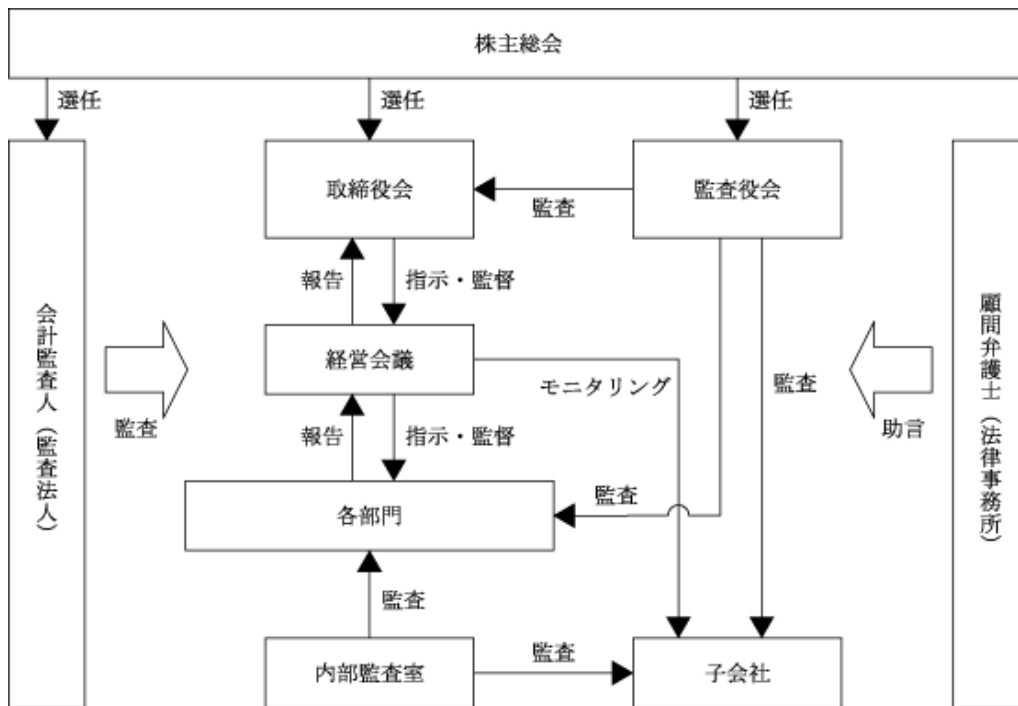 株主総会
選任
選任
選任
取締役会
監査役会
監査
報告
指示・監督
会計監査人（監査法人）
顧問弁護士（法律事務所）
経営会議
モニタリング
監査
監査
助言
報告
指示・監督
監査
各部門
監査
内部監査室
監査
子会社